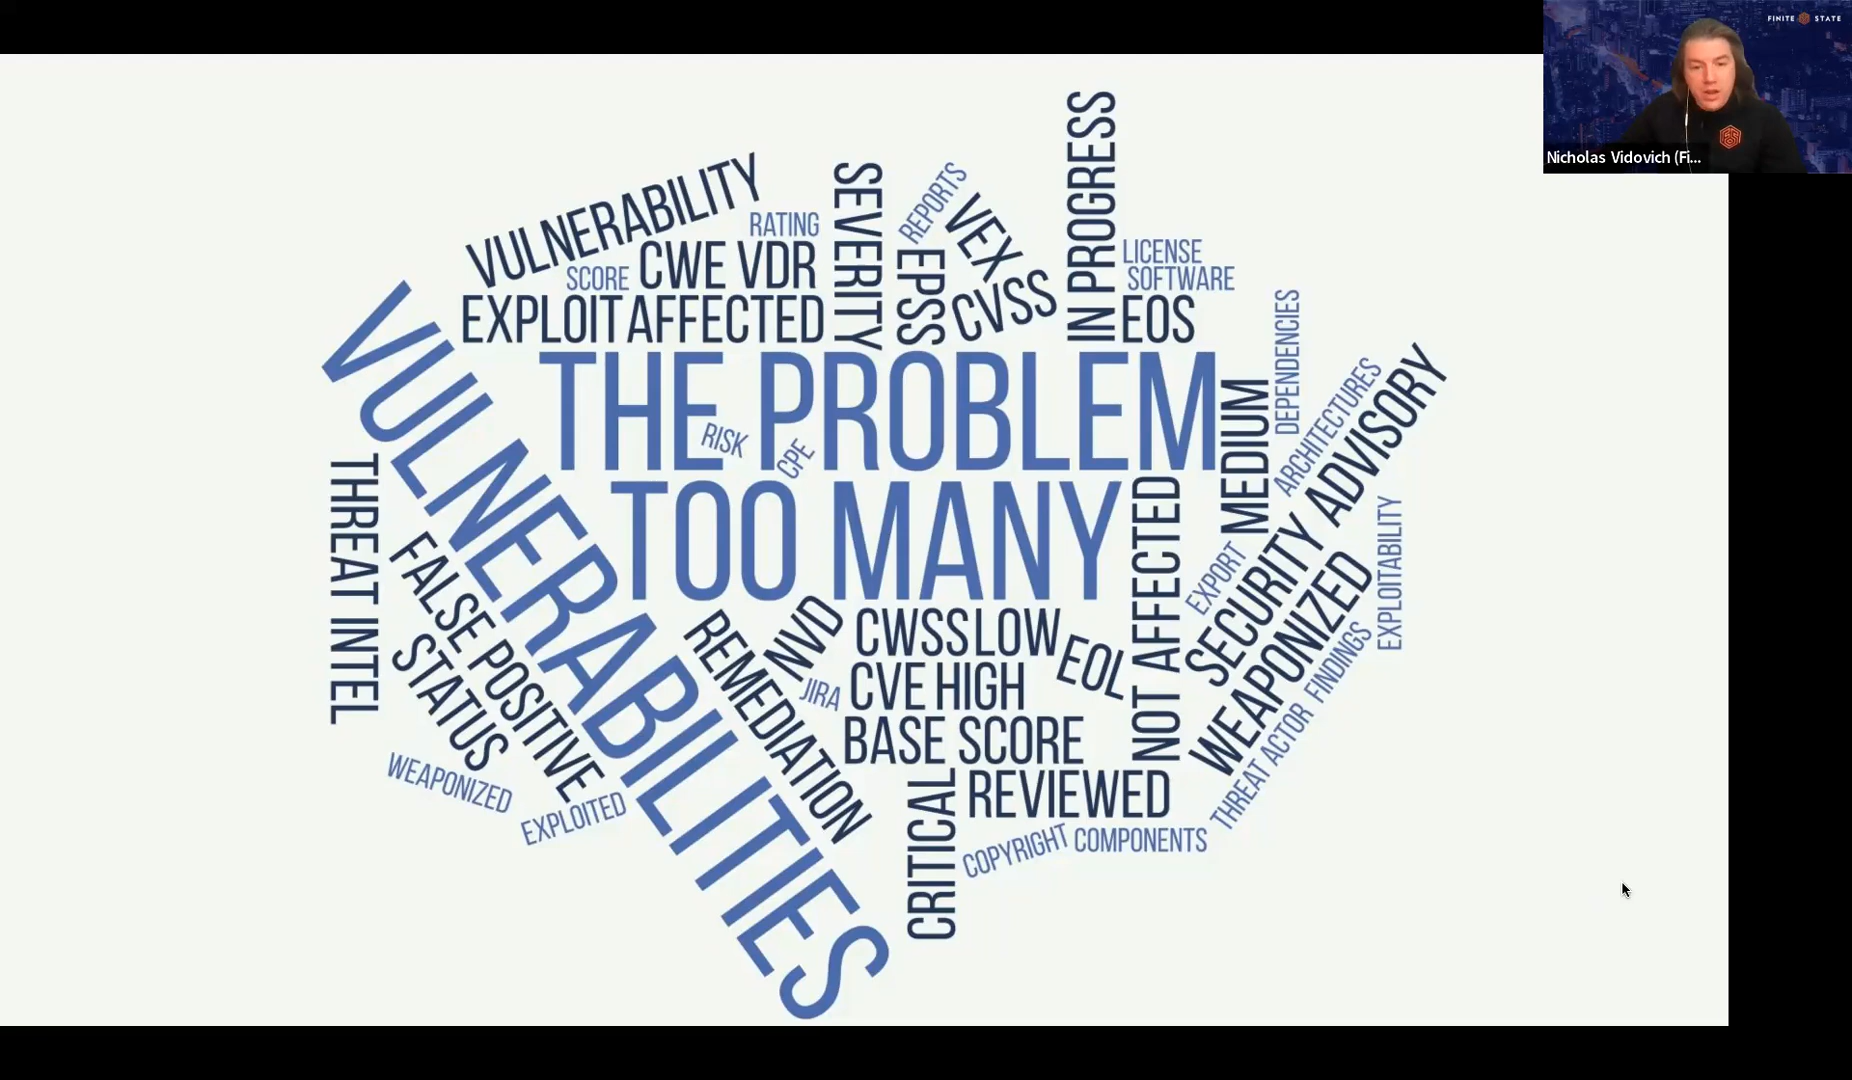 FINITE STATE
Nicholas Vidovich (Fi...
VULNERABILITY
RATING
SCORE
CWE VDR
EXPLOIT AFFECTED
SEVERITY
REPORTS
EPSS
VEX
CVSS
S
IN PROGRESS
LICENSE
SOFTWARE
EOS
DEPENDENCIES
THE PROBLEM
RISK
CPE
TOO MANY
VULNERABILITIES
MEDIUM
ARCHITECTURES
SECURITY ADVISORY
EXPORT
NOT AFFECTED
WEAPONIZED
EXPLOITABILITY
THREAT ACTOR FINDINGS
THREAT INTEL
FALSE POSITIVE
STATUS
WEAPONIZED
EXPLOITED
REMEDIATION
NVD
JIRA
CWSS LOW
EOL
CVE HIGH
BASE SCORE
REVIEWED
CRITICAL
COPYRIGHT
COMPONENTS